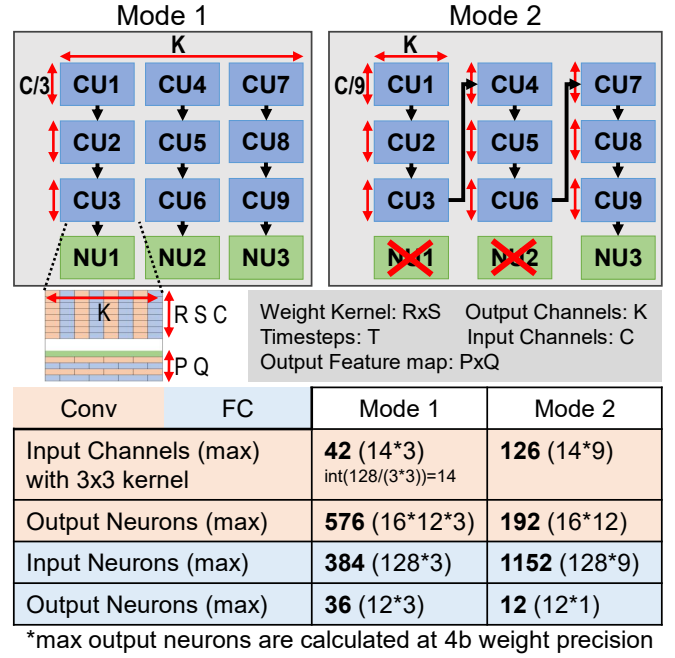 Mode 1
Mode 2
K
C/3
CU1 CU4 CU7
CU2 CU5 CU8
CU3 CU6 CU9
NU1 NU2 NU3
K
C/9
CU1 CU4 CU7
CU2 CU5 CU8
CU3 CU6 CU9
NU1 NU2 NU3
K
R S C
P Q
Weight Kernel: RxS Output Channels: K
Timesteps: T Input Channels: C
Output Feature map: PxQ
Conv FC Mode 1 Mode 2
Input Channels (max) 42 (14*3) 126 (14*9)
with 3x3 kernel int(128/(3*3))=14
Output Neurons (max) 576 (16*12*3) 192 (16*12)
Input Neurons (max) 384 (128*3) 1152 (128*9)
Output Neurons (max) 36 (12*3) 12 (12*1)
*max output neurons are calculated at 4b weight precision